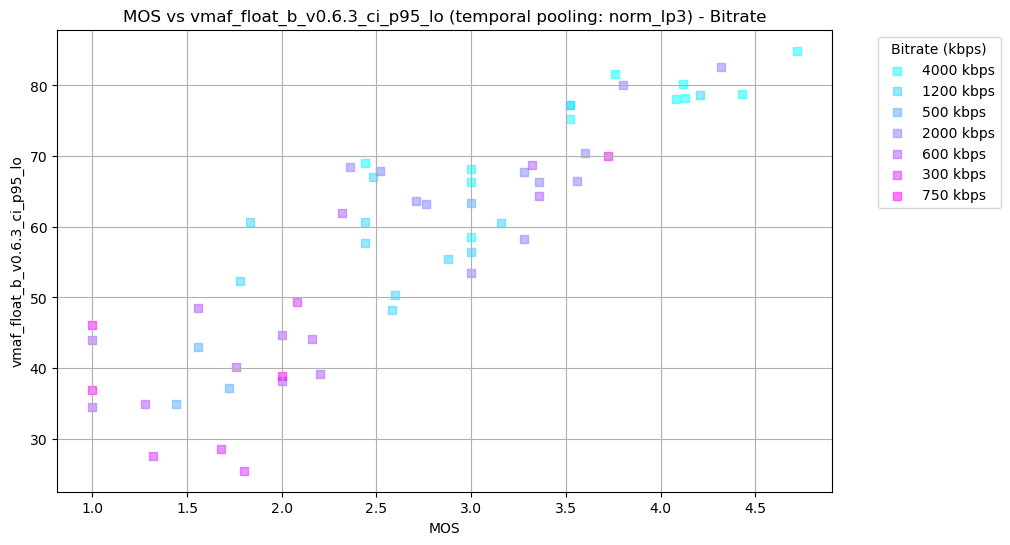 MOS vs vmaf_float_b_v0.6.3_ci_p95_lo (temporal pooling: norm_lp3) - Bitrate
vmaf_float_b_v0.6.3_ci_p95_lo
80
70
60
50
40
30
1.0 1.5 2.0 2.5 3.0 3.5 4.0 4.5
MOS
Bitrate (kbps)
4000 kbps
1200 kbps
500 kbps
2000 kbps
600 kbps
300 kbps
750 kbps